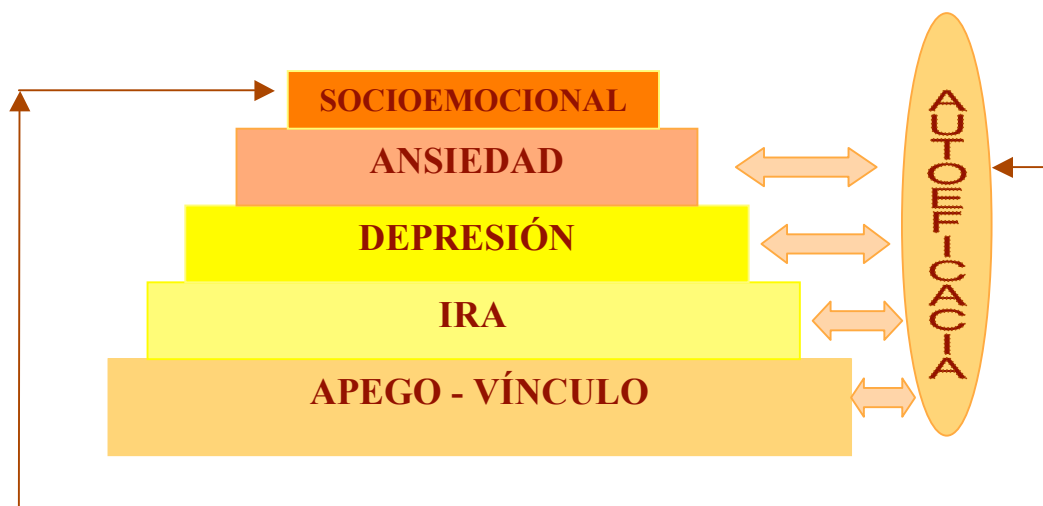 SOCIOEMOCIONAL
ANSIEDAD
DEPRESIÓN
IRA
APEGO - VÍNCULO
AUTOEFICACIA